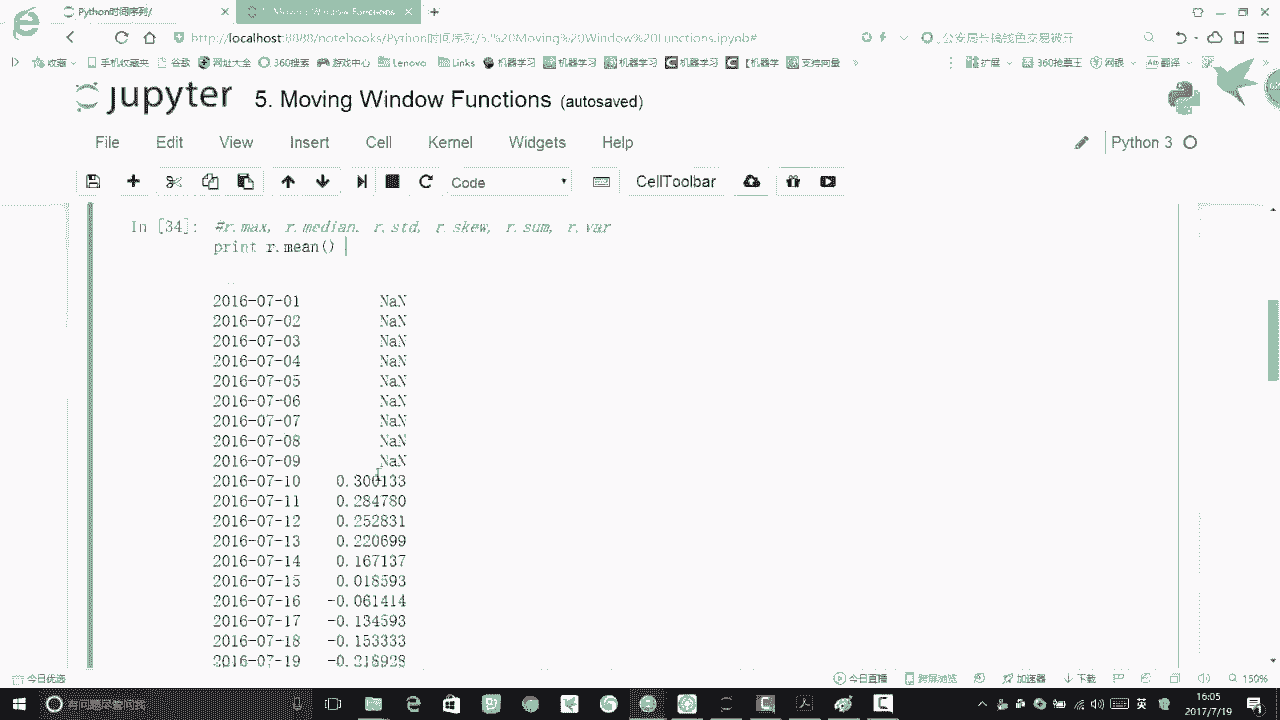 Python时间序列/
5. Moving Window Functions
http://localhost:8888/notebooks/Python时间序列/5.%20Moving%20Window%20Functions.ipynb#
收藏 手机收藏夹 谷歌 网址大全 360搜索 游戏中心 Lenovo Links 机器学习 机器学习 机器学习 机器学习 【机器学 支持向量 扩展 360抢票王 网银 翻译
jupyter 5. Moving Window Functions (autosaved)
File Edit View Insert Cell Kernel Widgets Help Python 3
Code CellToolbar
In [34]: #r.max, r.median, r.std, r.skew, r.sum, r.var
print r.mean()
2016-07-01 NaN
2016-07-02 NaN
2016-07-03 NaN
2016-07-04 NaN
2016-07-05 NaN
2016-07-06 NaN
2016-07-07 NaN
2016-07-08 NaN
2016-07-09 NaN
2016-07-10 0.300133
2016-07-11 0.284780
2016-07-12 0.252831
2016-07-13 0.220699
2016-07-14 0.167137
2016-07-15 0.018593
2016-07-16 -0.061414
2016-07-17 -0.134593
2016-07-18 -0.153333
2016-07-19 -0.218928
今日优选 今日直播 跨屏浏览 加速器 下载 150%
有问题尽管问我 英 16:05
2017/7/19